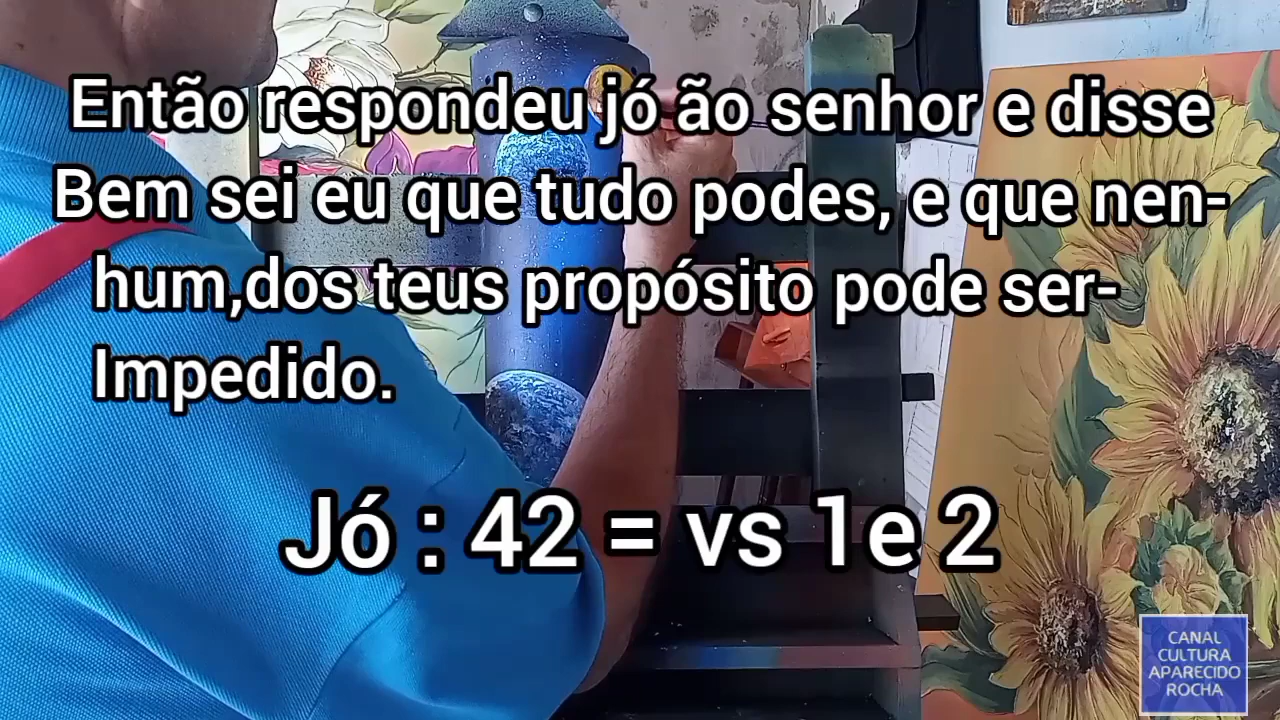 Então respondeu jó ão senhor e disse
Bem sei eu que tudo podes, e que nen-
hum,dos teus propósito pode ser-
Impedido.
Jó : 42 = vs 1e 2
CANAL
CULTURA
APARECIDO
ROCHA